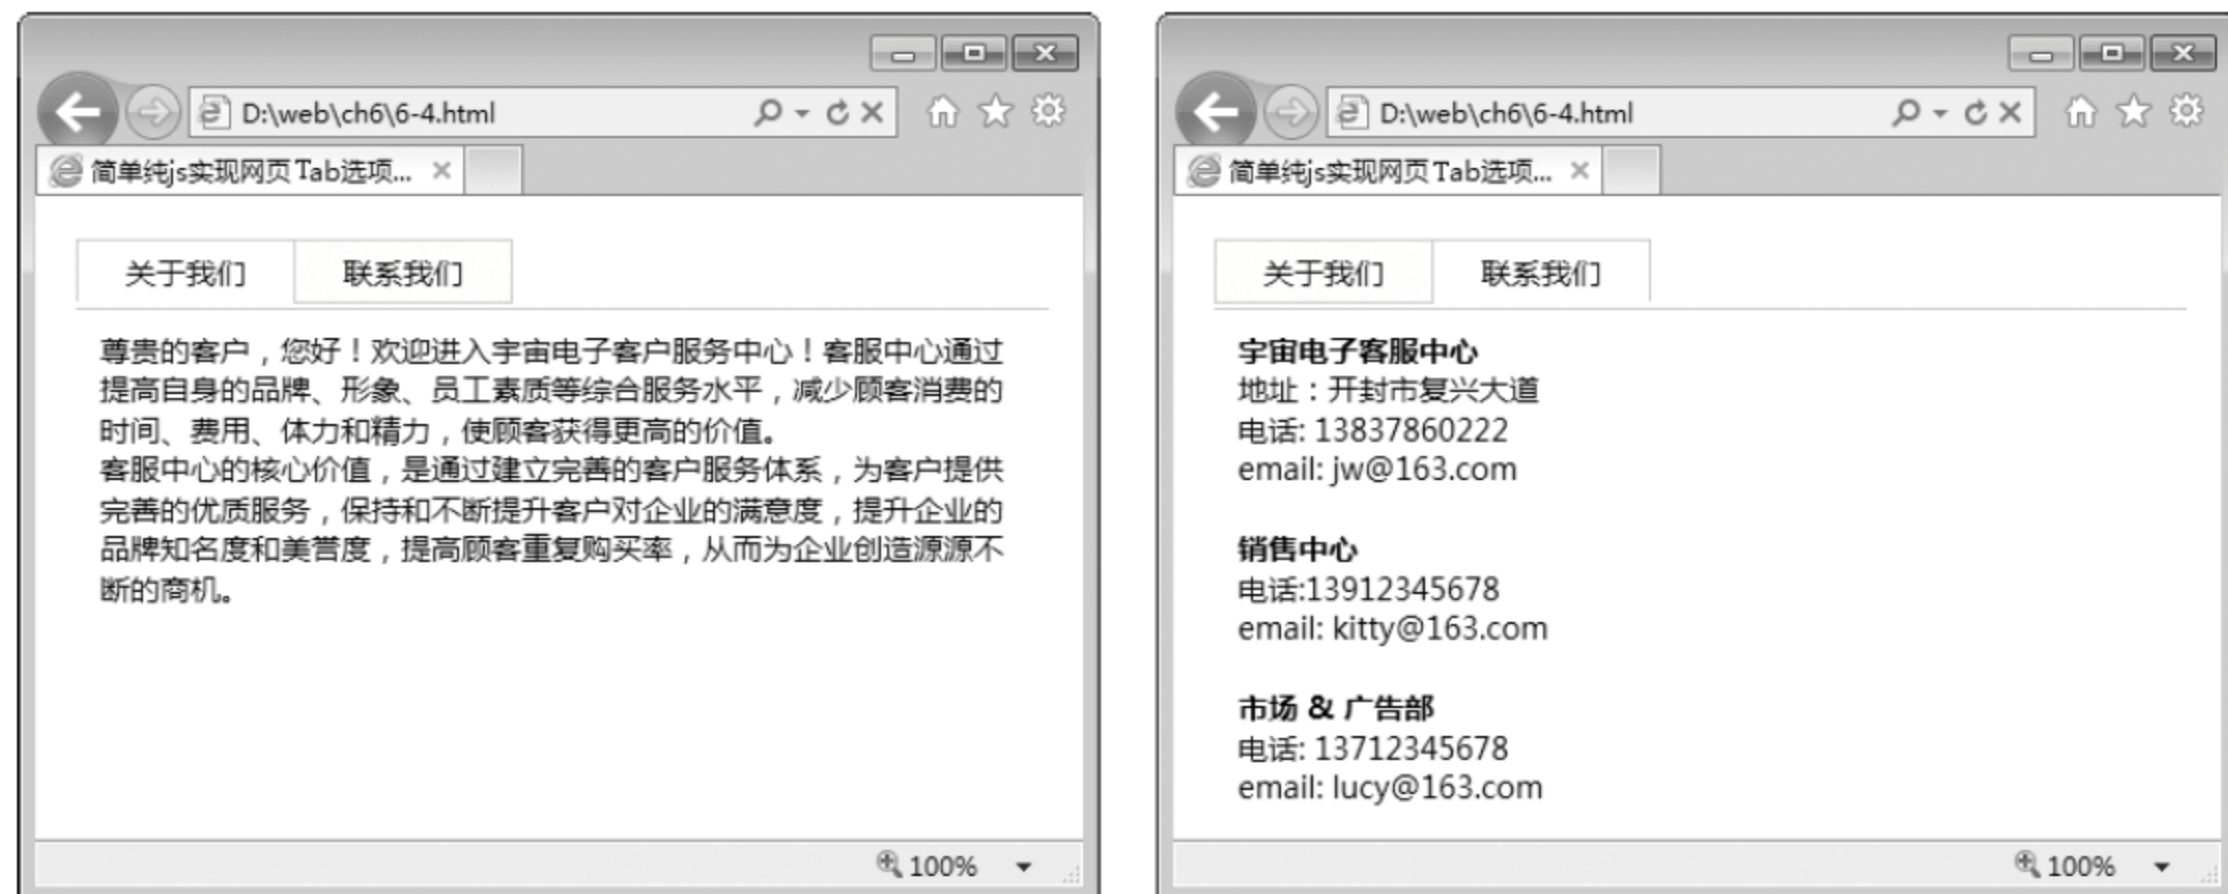 D:\web\ch6\6-4.html
简单纯js实现网页Tab选项...
关于我们
联系我们
尊贵的客户，您好！欢迎进入宇宙电子客户服务中心！客服中心通过
提高自身的品牌、形象、员工素质等综合服务水平，减少顾客消费的
时间、费用、体力和精力，使顾客获得更高的价值。
客服中心的核心价值，是通过建立完善的客户服务体系，为客户提供
完善的优质服务，保持和不断提升客户对企业的满意度，提升企业的
品牌知名度和美誉度，提高顾客重复购买率，从而为企业创造源源不
断的商机。
100%
D:\web\ch6\6-4.html
简单纯js实现网页Tab选项...
关于我们
联系我们
宇宙电子客服中心
地址：开封市复兴大道
电话: 13837860222
email: jw@163.com
销售中心
电话:13912345678
email: kitty@163.com
市场 & 广告部
电话: 13712345678
email: lucy@163.com
100%